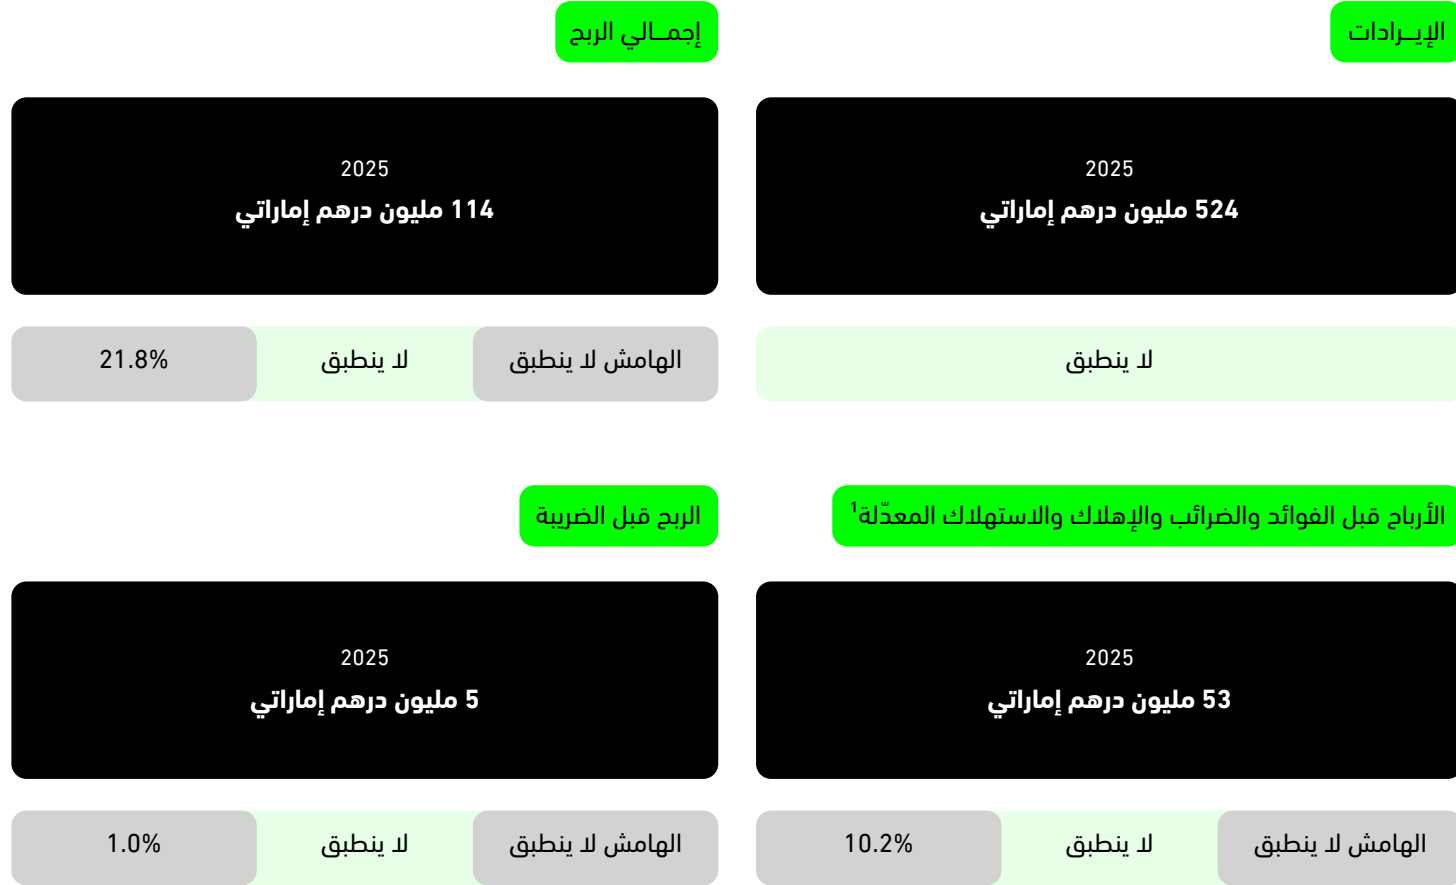 الإيــرادات
2025
524 مليون درهم إماراتي
لا ينطبق
إجمــالي الربح
2025
114 مليون درهم إماراتي
الهامش لا ينطبق
لا ينطبق
21.8%
الأرباح قبل الفوائد والضرائب والإهلاك والاستهلاك المعدّلة¹
2025
53 مليون درهم إماراتي
الهامش لا ينطبق
لا ينطبق
10.2%
الربح قبل الضريبة
2025
5 مليون درهم إماراتي
الهامش لا ينطبق
لا ينطبق
1.0%